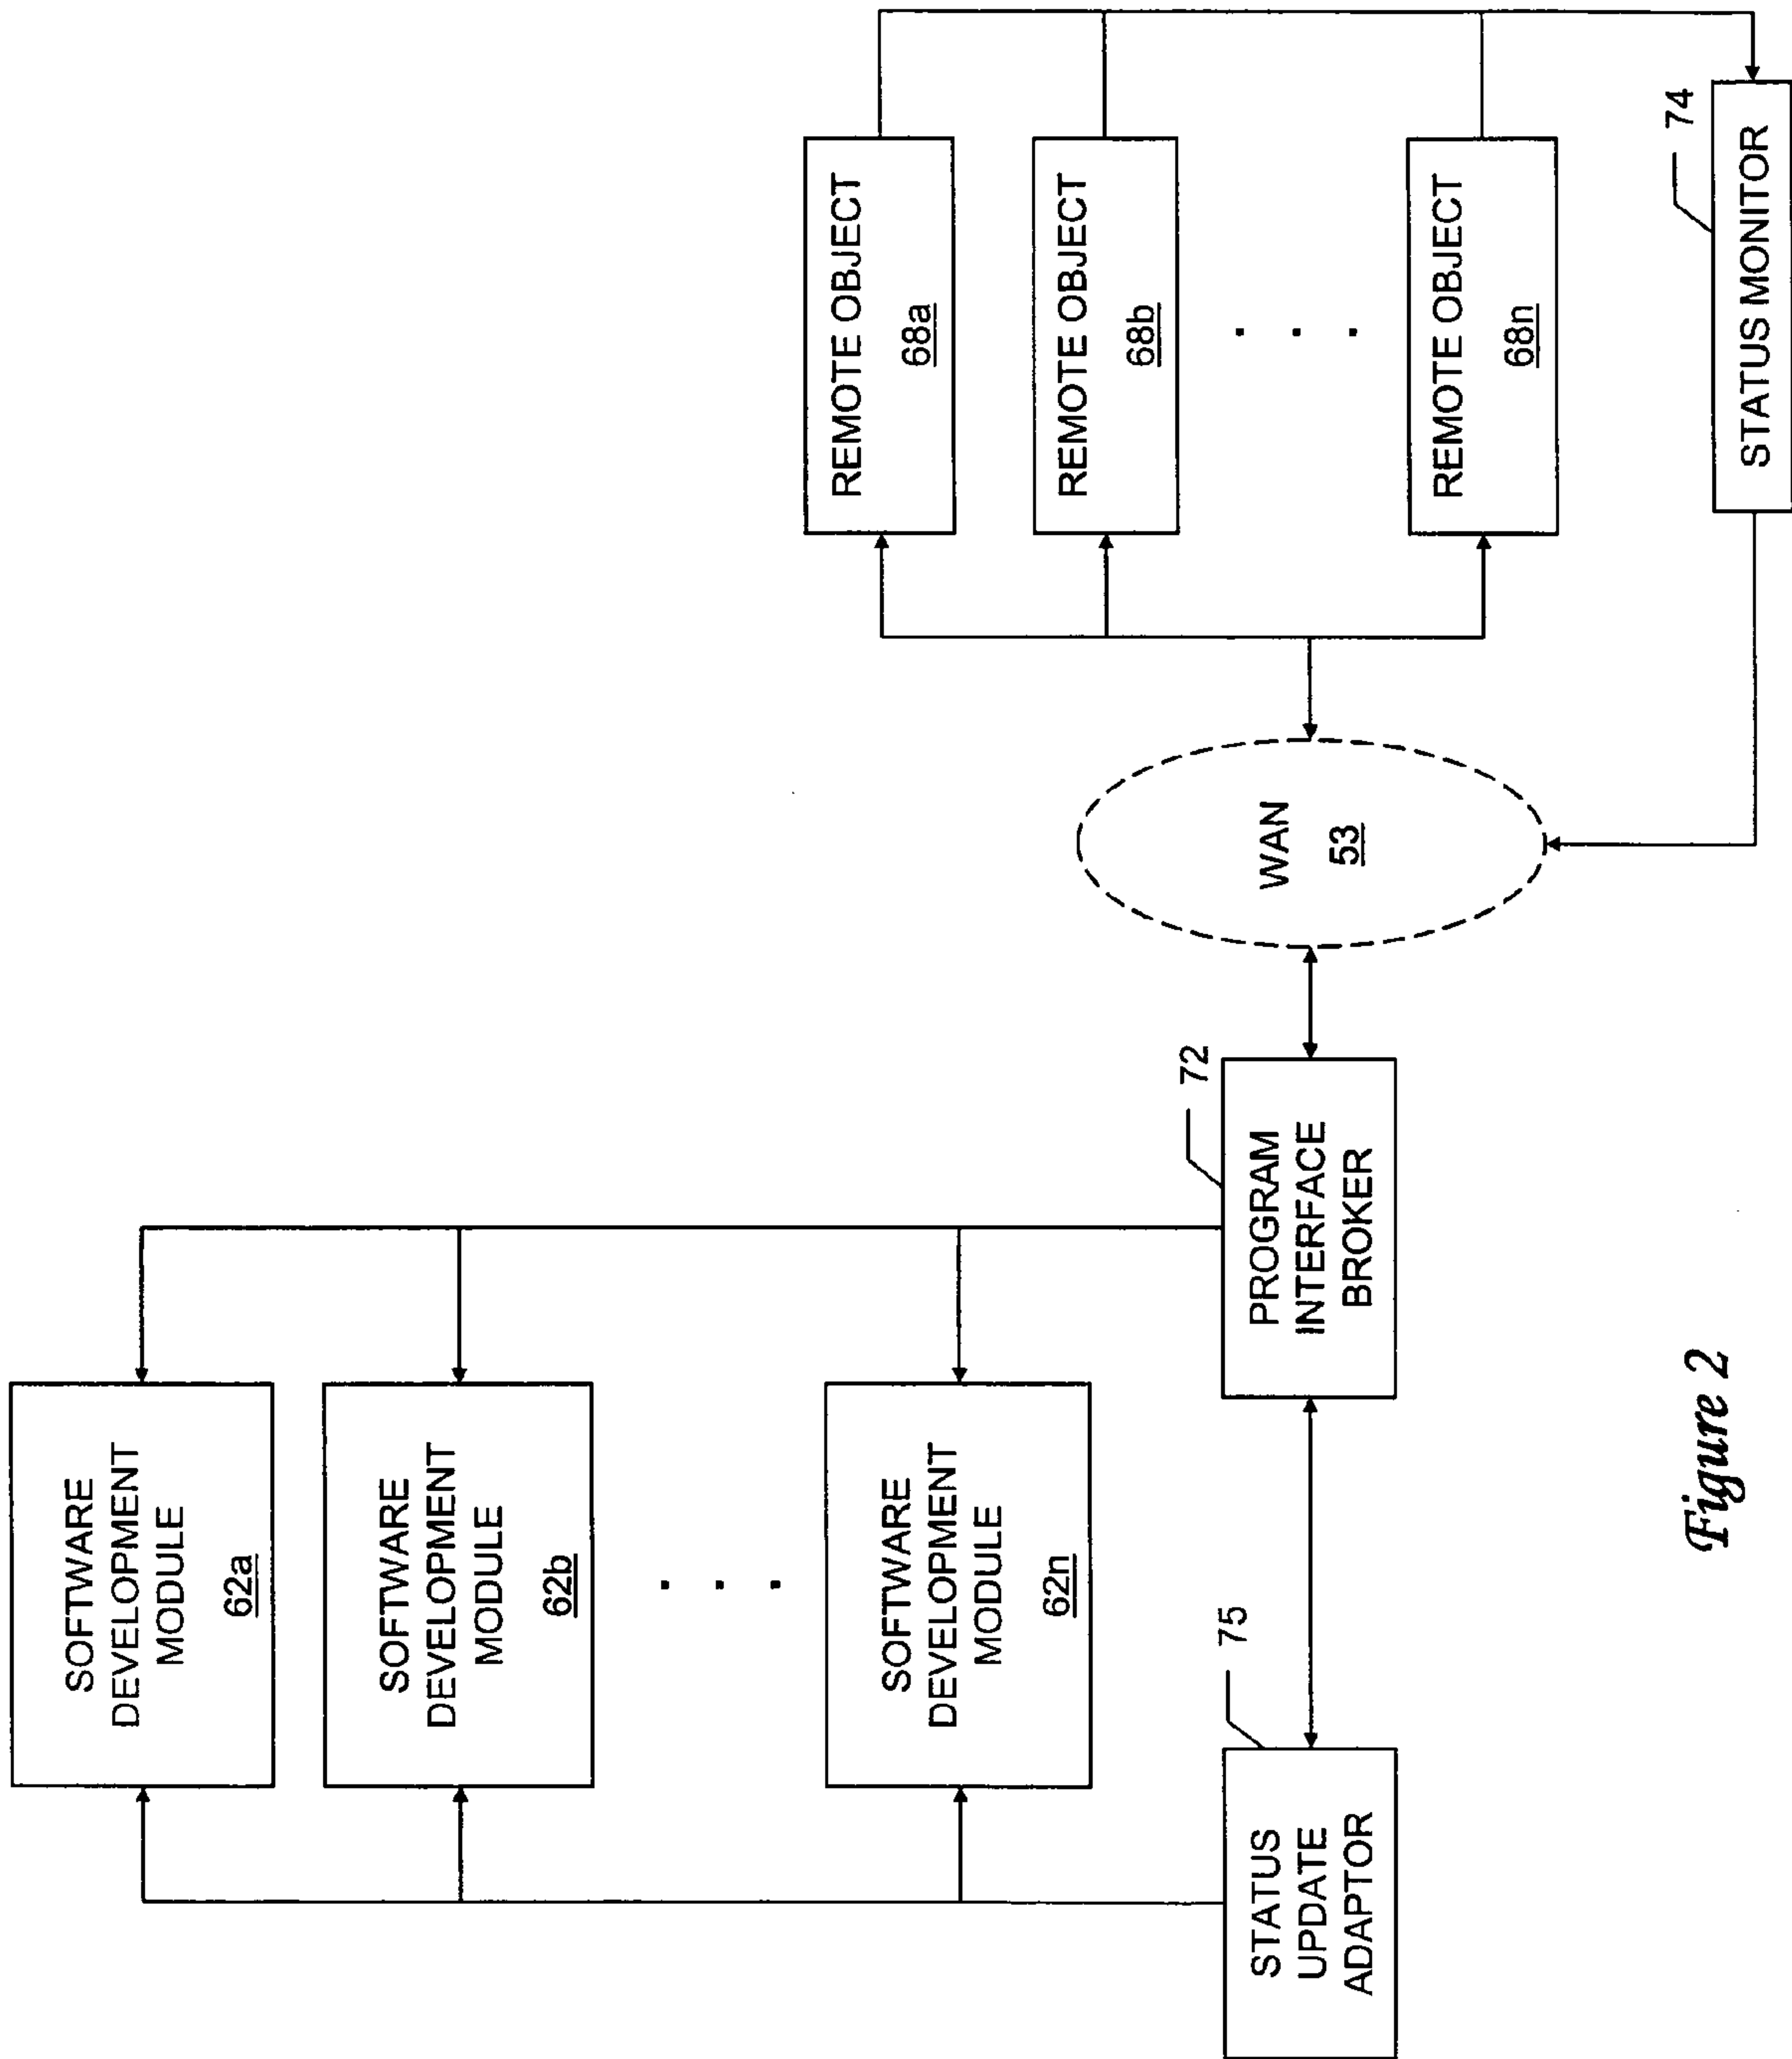 SOFTWARE
DEVELOPMENT
MODULE
62a
SOFTWARE
DEVELOPMENT
MODULE
62b
. . .
SOFTWARE
DEVELOPMENT
MODULE
62n
75
STATUS
UPDATE
ADAPTOR
72
PROGRAM
INTERFACE
BROKER
WAN
53
REMOTE OBJECT
68a
REMOTE OBJECT
68b
. . .
REMOTE OBJECT
68n
74
STATUS MONITOR
Figure 2